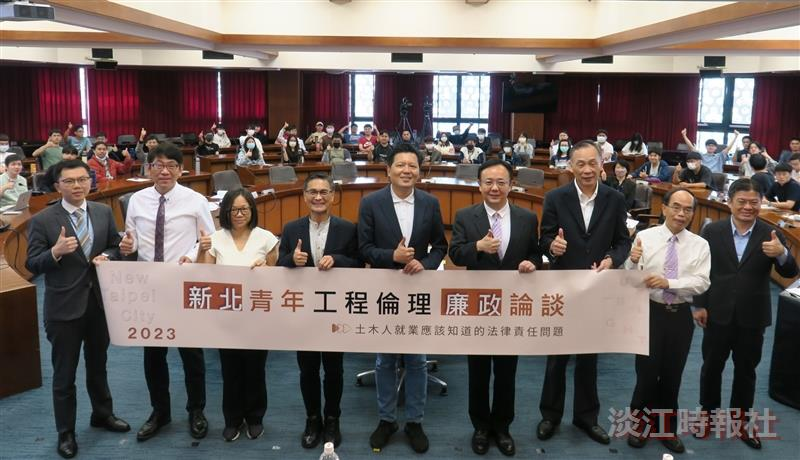 New
Taipei
City
2023
新北青年工程倫理廉政論談
土木人就業應該知道的法律責任問題
淡江時報社